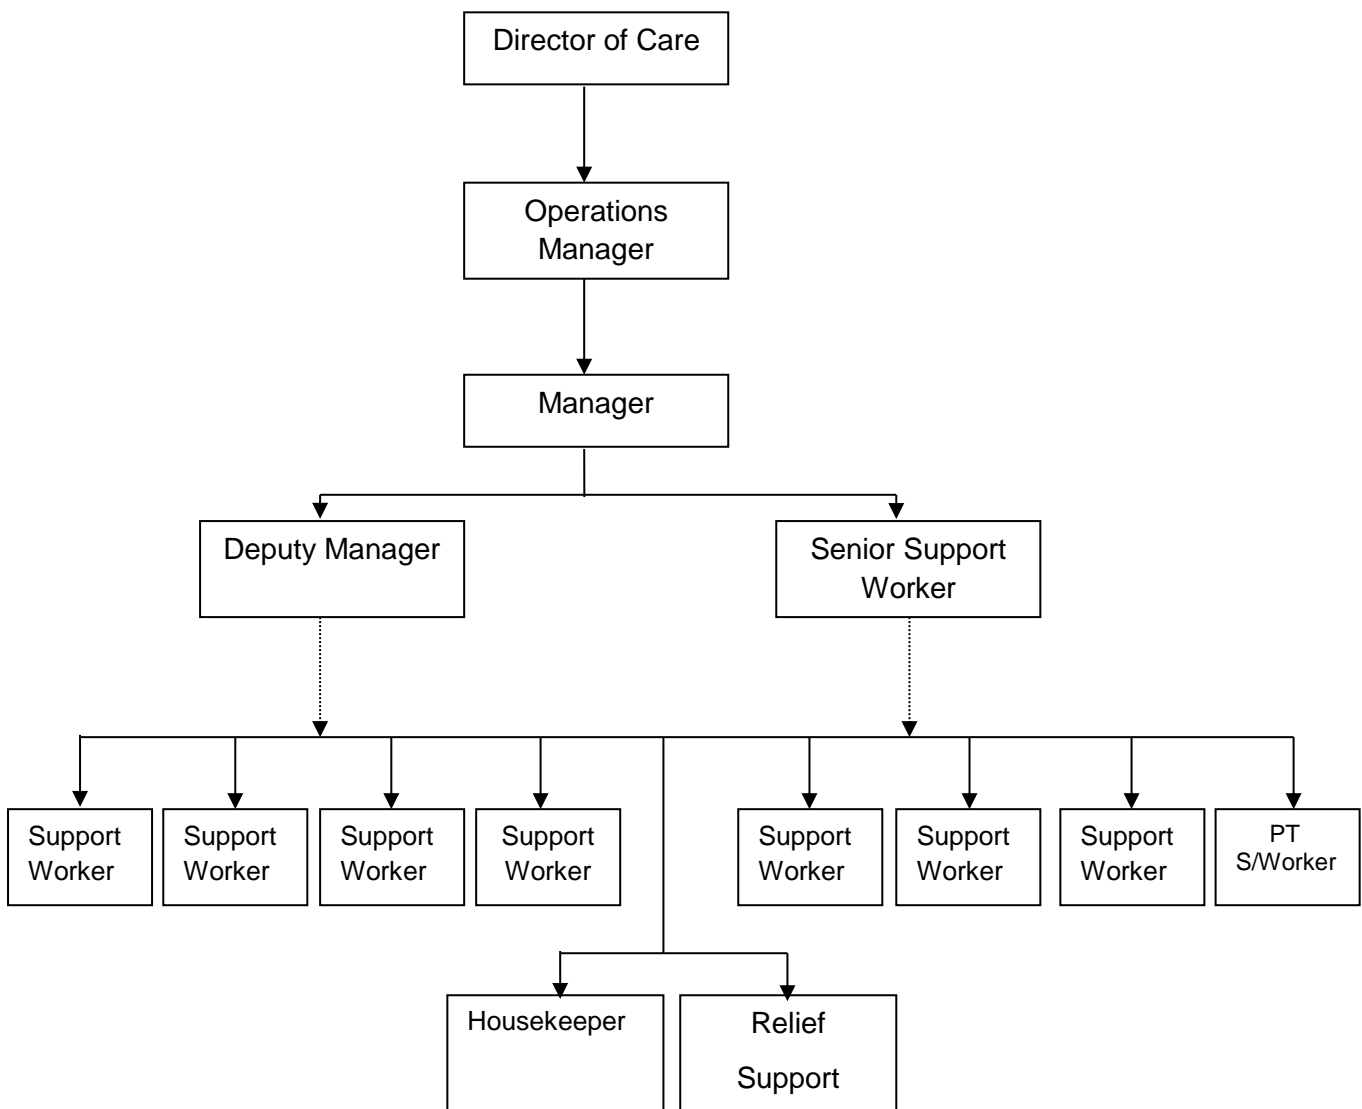 Director of Care
Operations
Manager
Manager
Deputy Manager
Senior Support
Worker
Support
Worker
Support
Worker
Support
Worker
Support
Worker
Support
Worker
Support
Worker
Support
Worker
PT
S/Worker
Housekeeper
Relief
Support